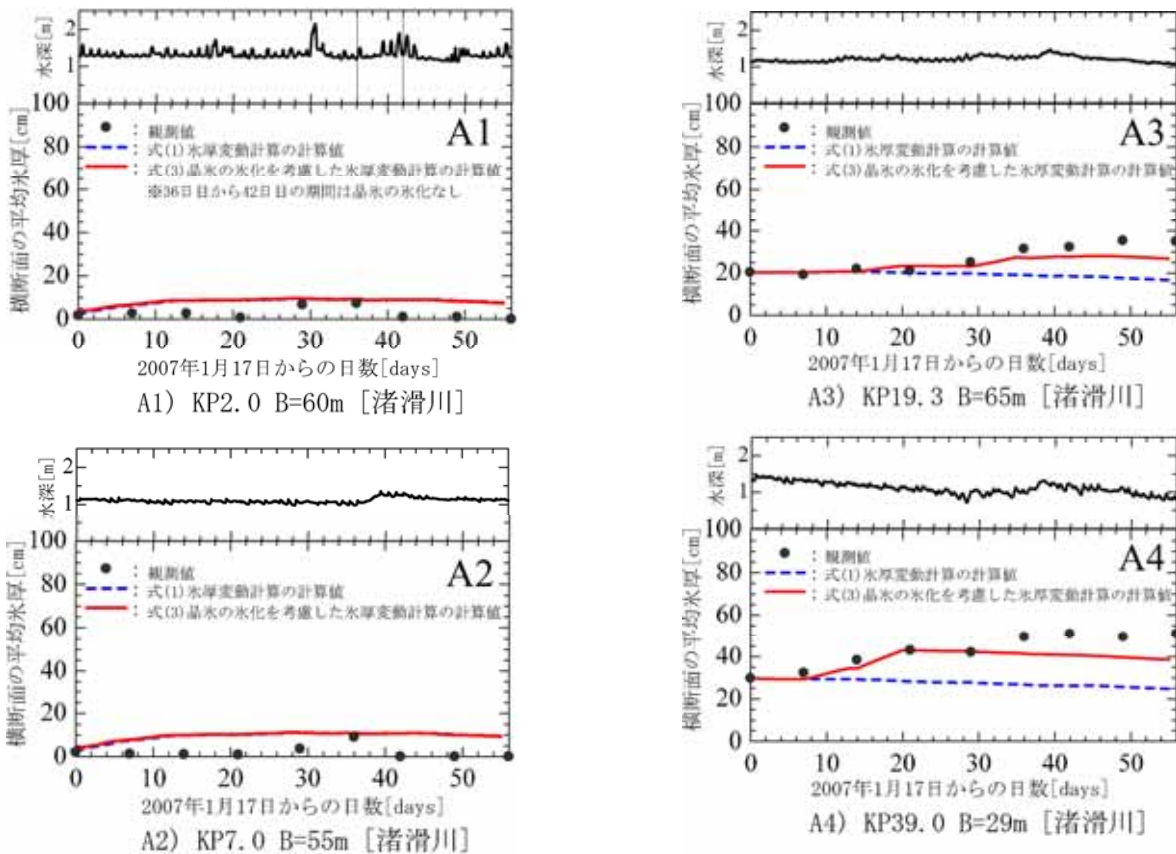 水深[m]
2
1
横断面の平均氷厚[cm]
100
80
60
40
20
0
A1
： 観測値
： 式(1)氷厚変動計算の計算値
： 式(3)晶氷の氷化を考慮した氷厚変動計算の計算値
※36日目から42日目の期間は晶氷の氷化なし
0 10 20 30 40 50
2007年1月17日からの日数[days]
A1) KP2.0 B=60m [渚滑川]
水深[m]
2
1
横断面の平均氷厚[cm]
100
80
60
40
20
0
A3
： 観測値
： 式(1)氷厚変動計算の計算値
： 式(3)晶氷の氷化を考慮した氷厚変動計算の計算値
0 10 20 30 40 50
2007年1月17日からの日数[days]
A3) KP19.3 B=65m [渚滑川]
水深[m]
2
1
横断面の平均氷厚[cm]
100
80
60
40
20
0
A2
： 観測値
： 式(1)氷厚変動計算の計算値
： 式(3)晶氷の氷化を考慮した氷厚変動計算の計算値
0 10 20 30 40 50
2007年1月17日からの日数[days]
A2) KP7.0 B=55m [渚滑川]
水深[m]
2
1
横断面の平均氷厚[cm]
100
80
60
40
20
0
A4
： 観測値
： 式(1)氷厚変動計算の計算値
： 式(3)晶氷の氷化を考慮した氷厚変動計算の計算値
0 10 20 30 40 50
2007年1月17日からの日数[days]
A4) KP39.0 B=29m [渚滑川]